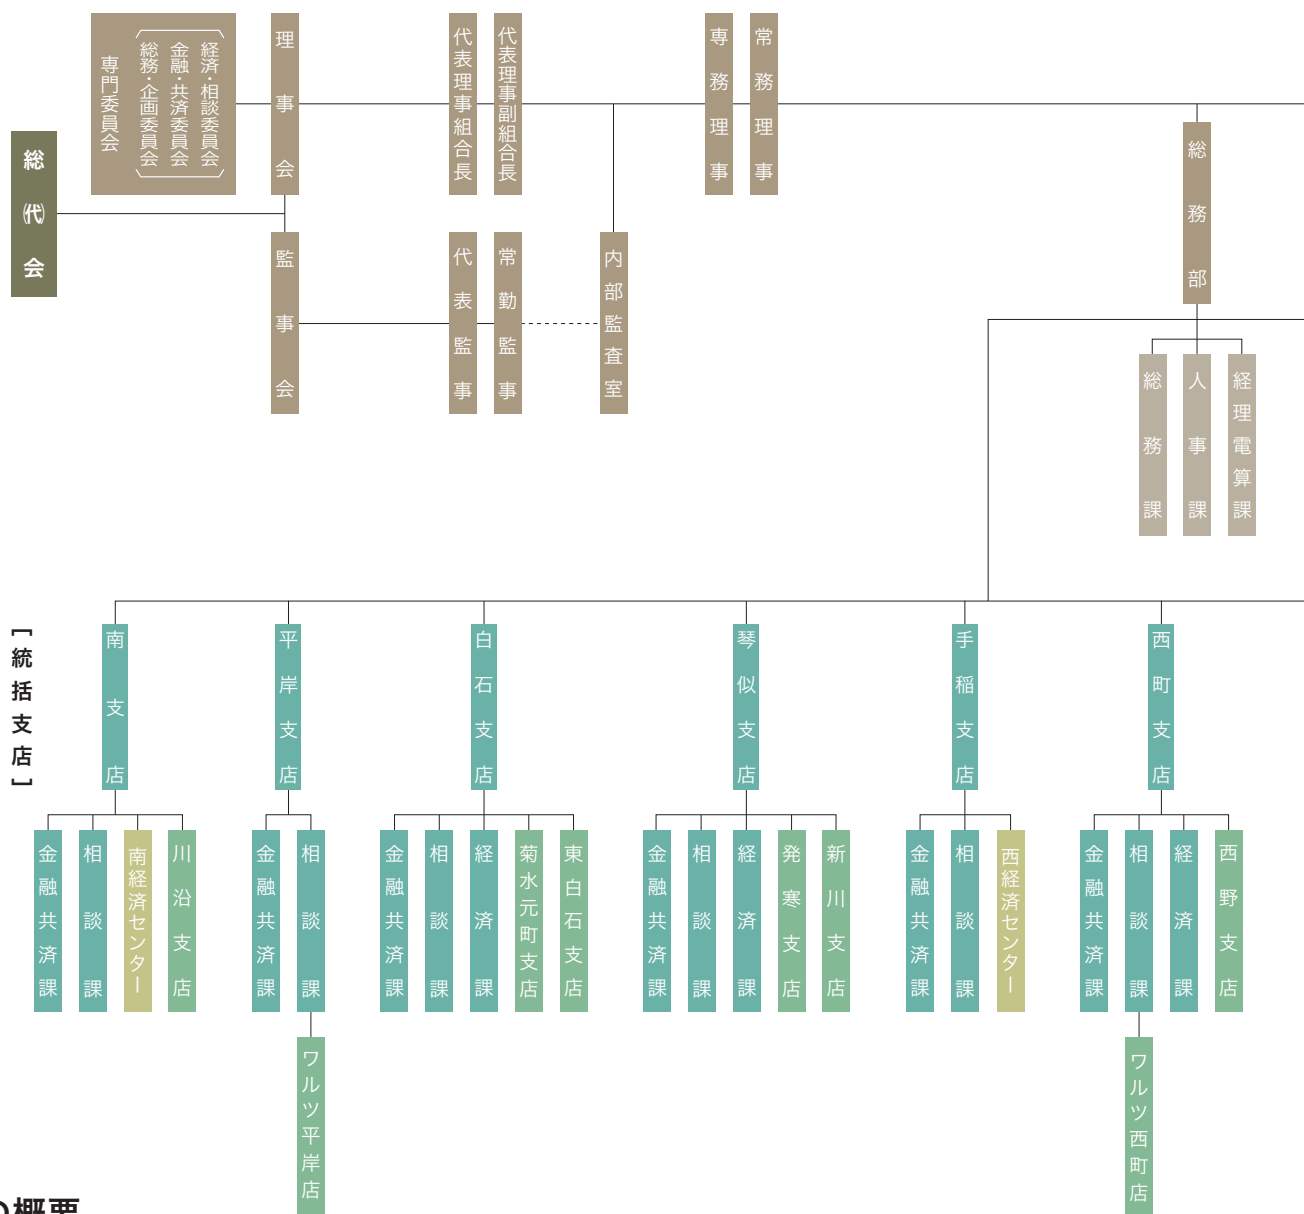 総(代)会
専門委員会
総務・企画委員会
金融・共済委員会
経済・相談委員会
理事会
代表理事組合長
代表理事副組合長
専務理事
常務理事
監事会
代表監事
常勤監事
内部監査室
総務部
総務課
人事課
経理電算課
[統括支店]
南支店
金融共済課
相談課
南経済センター
川沿支店
平岸支店
金融共済課
相談課
ワルツ平岸店
白石支店
金融共済課
相談課
経済課
菊水元町支店
東白石支店
琴似支店
金融共済課
相談課
経済課
発寒支店
新川支店
手稲支店
金融共済課
相談課
西経済センター
西町支店
金融共済課
相談課
経済課
西野支店
ワルツ西町店
の概要